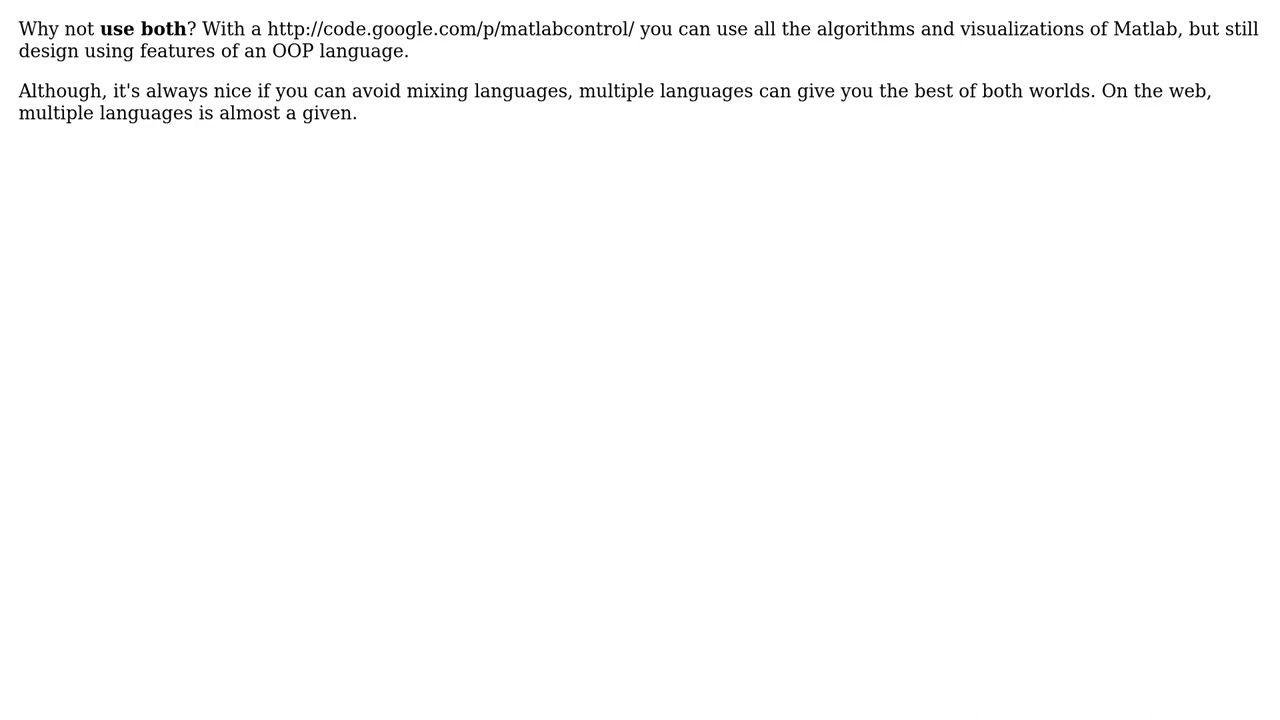 Why not use both? With a http://code.google.com/p/matlabcontrol/ you can use all the algorithms and visualizations of Matlab, but still
design using features of an OOP language.
Although, it's always nice if you can avoid mixing languages, multiple languages can give you the best of both worlds. On the web,
multiple languages is almost a given.